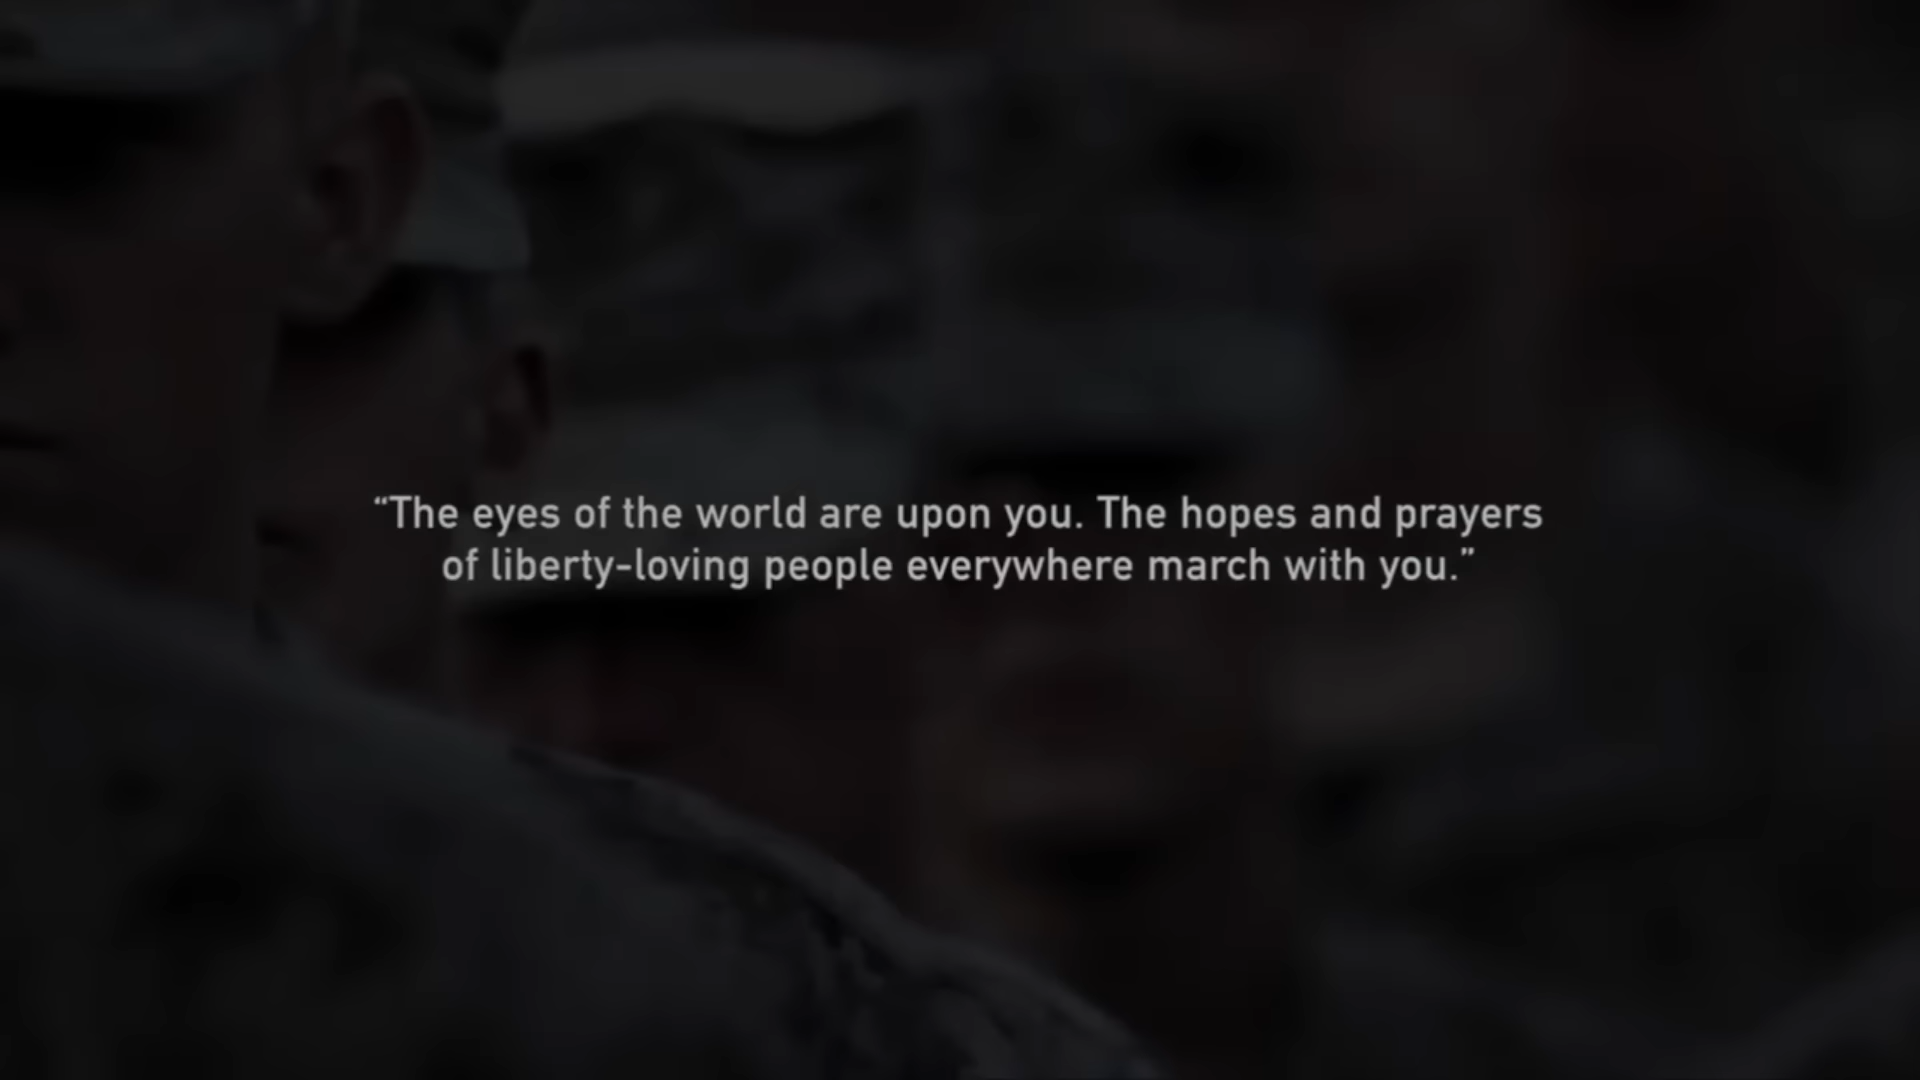 “The eyes of the world are upon you. The hopes and prayers
of liberty-loving people everywhere march with you.”